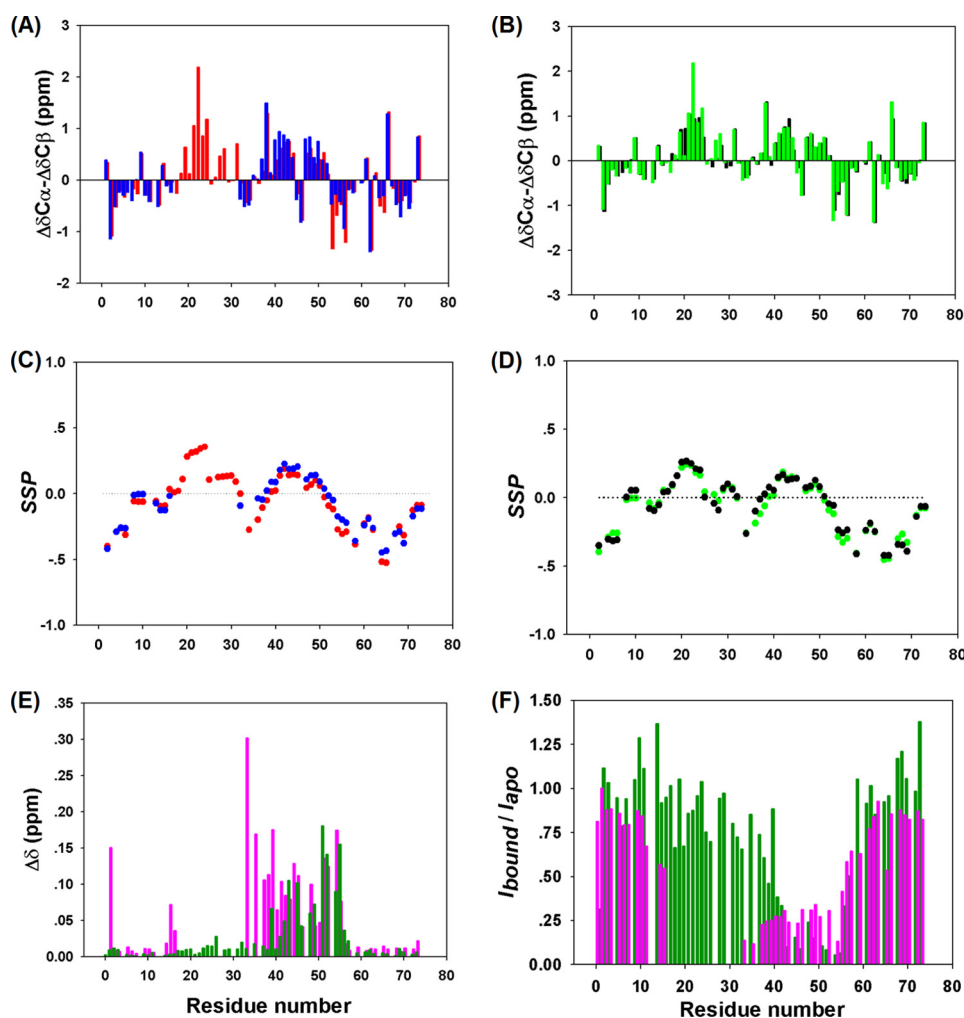 (A)
ΔδCα-ΔδCβ (ppm)
3
2
1
0
-1
-2
0 10 20 30 40 50 60 70 80
(B)
ΔδCα-ΔδCβ (ppm)
3
2
1
0
-1
-2
-3
0 10 20 30 40 50 60 70 80
(C)
SSP
1.0
.5
0.0
-.5
-1.0
0 10 20 30 40 50 60 70 80
(D)
SSP
1.0
.5
0.0
-.5
-1.0
0 10 20 30 40 50 60 70 80
(E)
Δδ (ppm)
.35
.30
.25
.20
.15
.10
.05
0.00
0 10 20 30 40 50 60 70 80
Residue number
(F)
Ibound / Iapo
1.50
1.25
1.00
0.75
.50
.25
0.00
0 10 20 30 40 50 60 70 80
Residue number